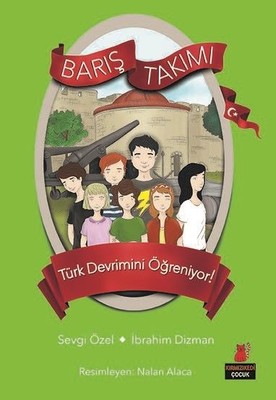 BARIŞ TAKIMI
Türk Devrimini Öğreniyor!
Sevgi Özel ◆ İbrahim Dizman
Resimleyen: Nalan Alaca
KIRMIZIKEDİ
ÇOCUK